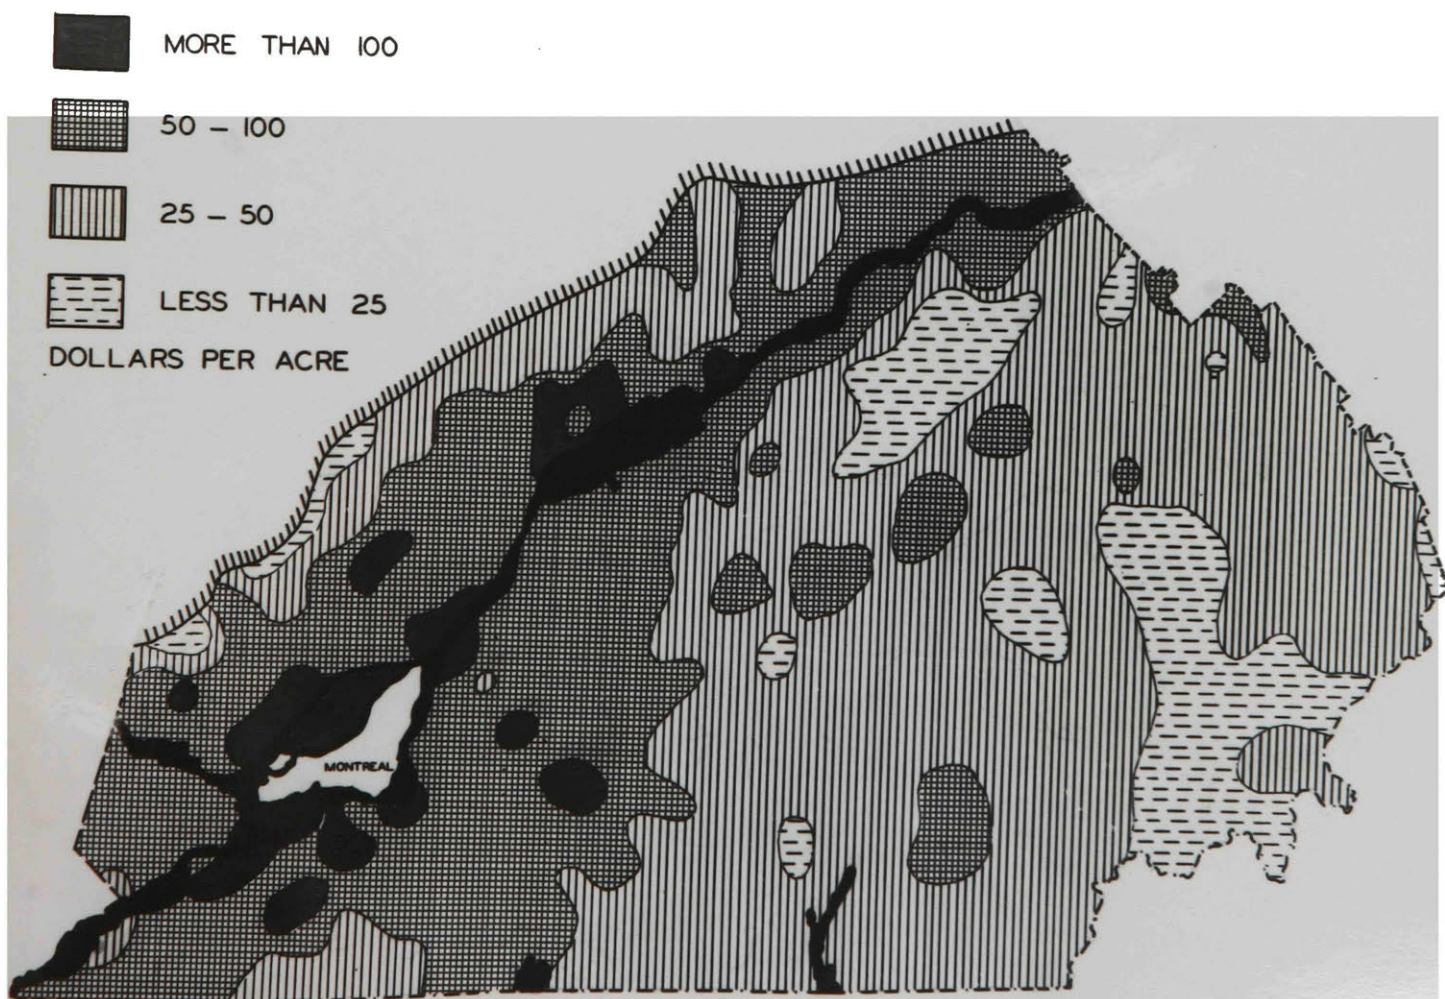 MORE THAN 100
50 – 100
25 – 50
LESS THAN 25
DOLLARS PER ACRE
MONTREAL